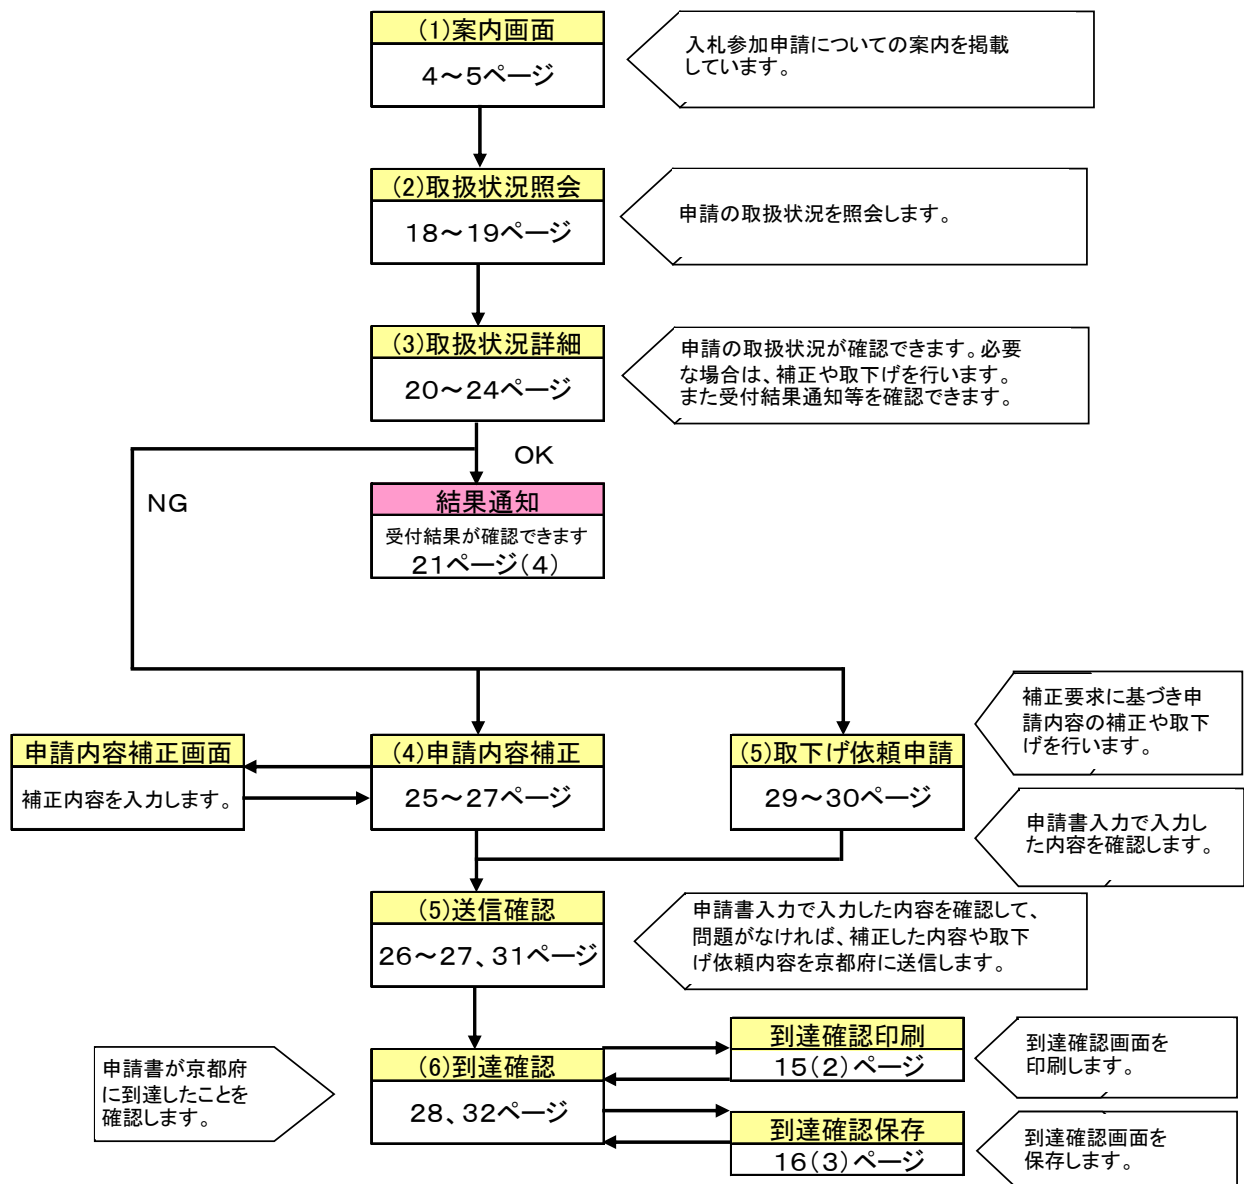 (1)案内画面
4～5ページ
入札参加申請についての案内を掲載
しています。
(2)取扱状況照会
18～19ページ
申請の取扱状況を照会します。
(3)取扱状況詳細
20～24ページ
申請の取扱状況が確認できます。必要
な場合は、補正や取下げを行います。
また受付結果通知等を確認できます。
OK
NG
結果通知
受付結果が確認できます
21ページ(4)
補正要求に基づき申
請内容の補正や取下
げを行います。
申請内容補正画面
補正内容を入力します。
(4)申請内容補正
25～27ページ
(5)取下げ依頼申請
29～30ページ
申請書入力で入力し
た内容を確認します。
(5)送信確認
26～27、31ページ
申請書入力で入力した内容を確認して、
問題がなければ、補正した内容や取下
げ依頼内容を京都府に送信します。
申請書が京都府
に到達したことを
確認します。
(6)到達確認
28、32ページ
到達確認印刷
15(2)ページ
到達確認画面を
印刷します。
到達確認保存
16(3)ページ
到達確認画面を
保存します。